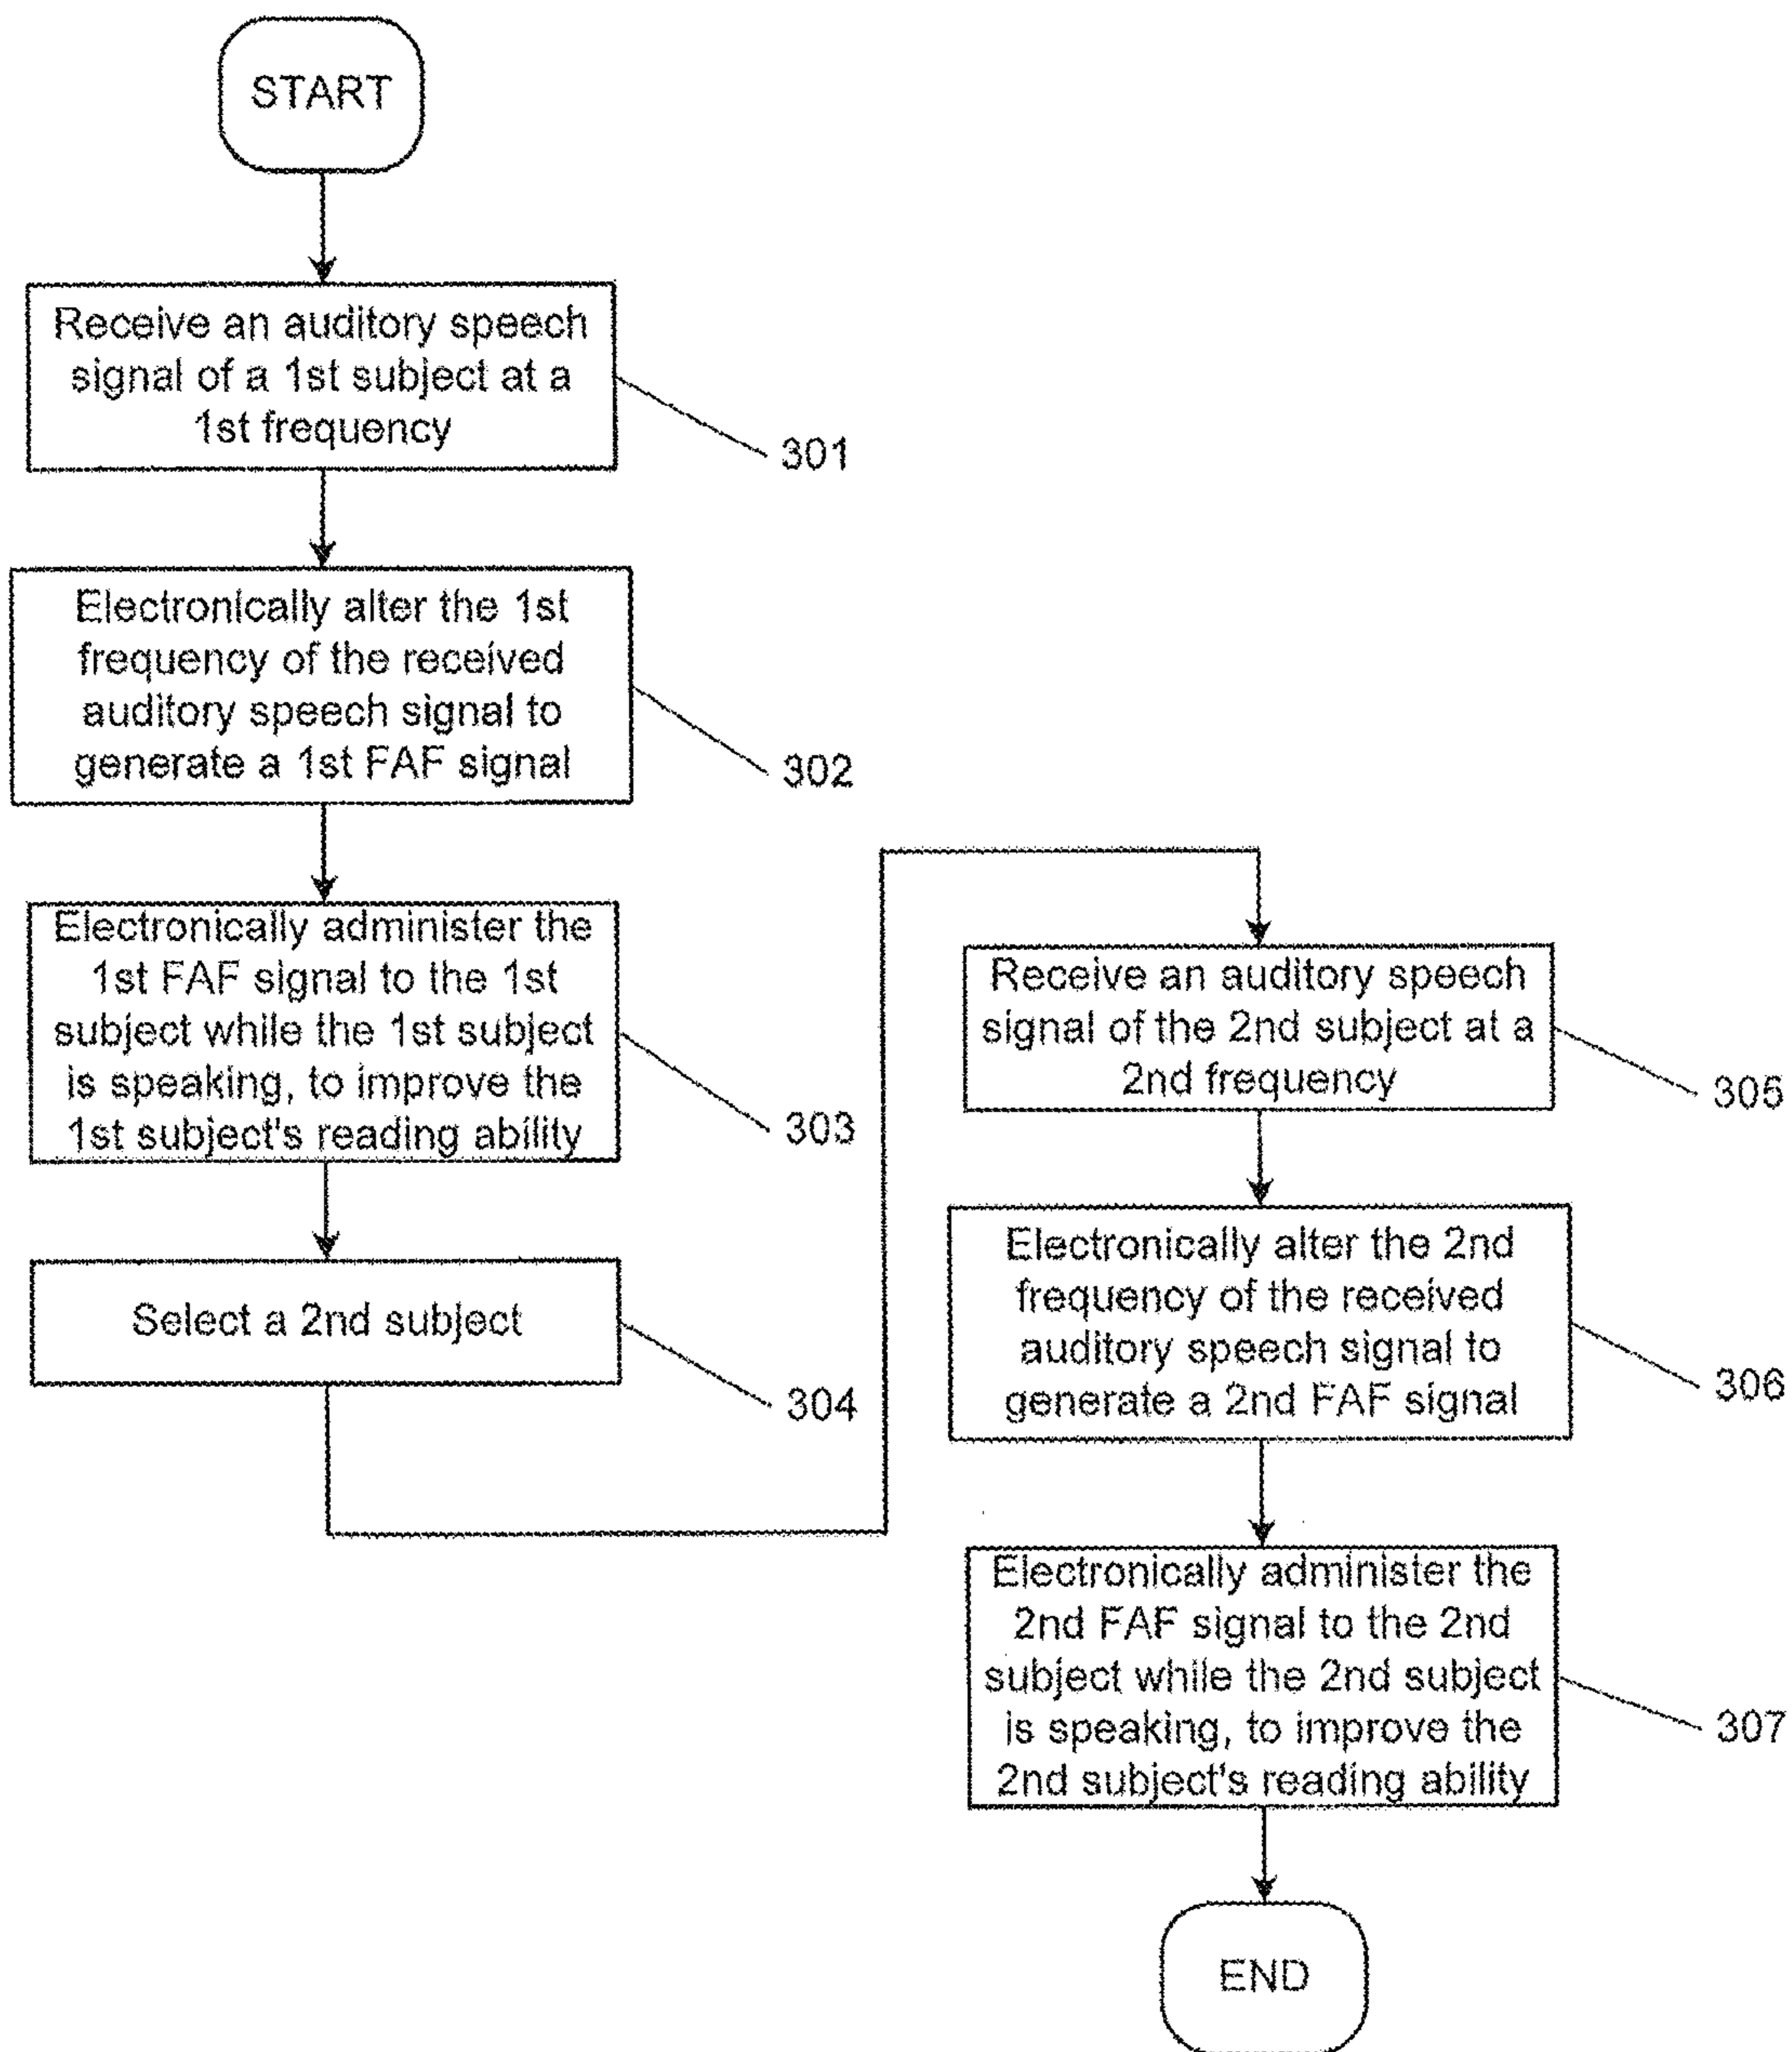 START
Receive an auditory speech
signal of a 1st subject at a
1st frequency
301
Electronically alter the 1st
frequency of the received
auditory speech signal to
generate a 1st FAF signal
302
Electronically administer the
1st FAF signal to the 1st
subject while the 1st subject
is speaking, to improve the
1st subject's reading ability
303
Select a 2nd subject
304
Receive an auditory speech
signal of the 2nd subject at a
2nd frequency
305
Electronically alter the 2nd
frequency of the received
auditory speech signal to
generate a 2nd FAF signal
306
Electronically administer the
2nd FAF signal to the 2nd
subject while the 2nd subject
is speaking, to improve the
2nd subject's reading ability
307
END